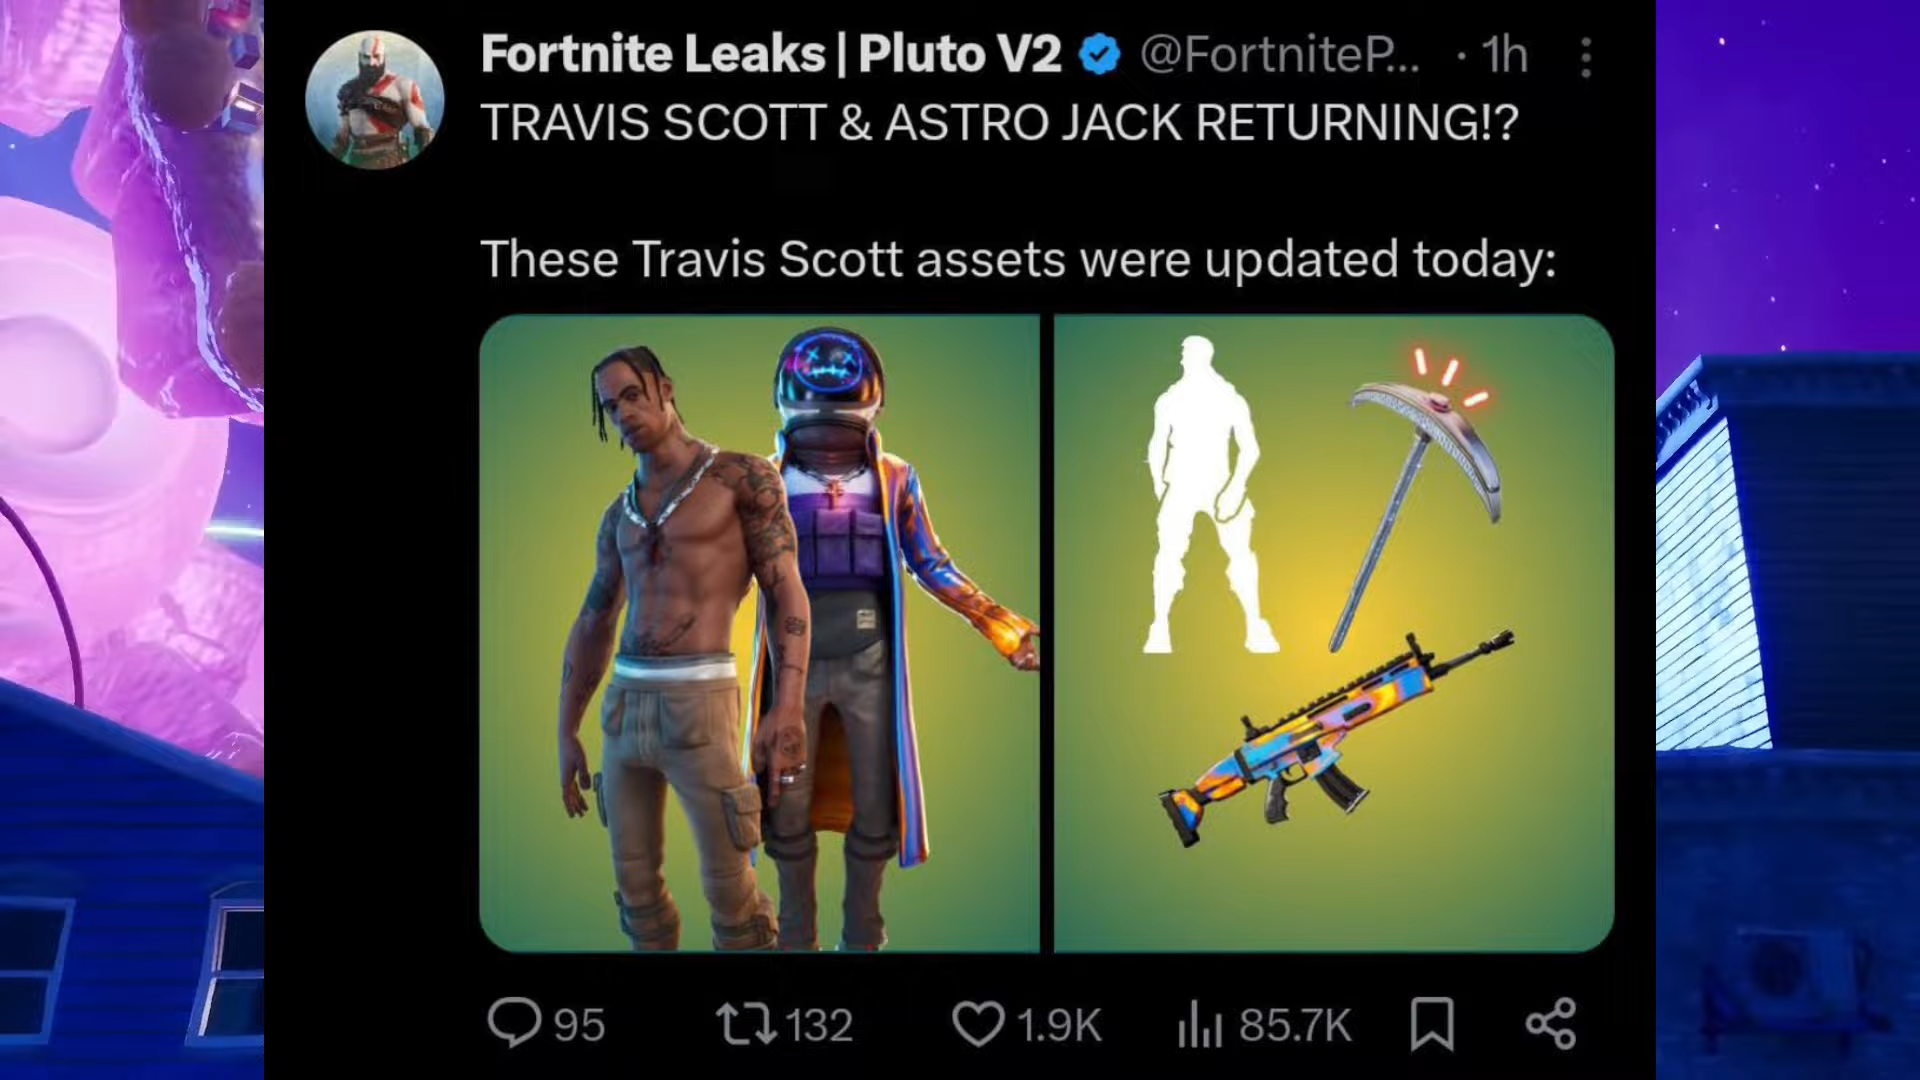 Fortnite Leaks | Pluto V2 @FortniteP... · 1h
TRAVIS SCOTT & ASTRO JACK RETURNING!?
These Travis Scott assets were updated today:
95 132 1.9K 85.7K